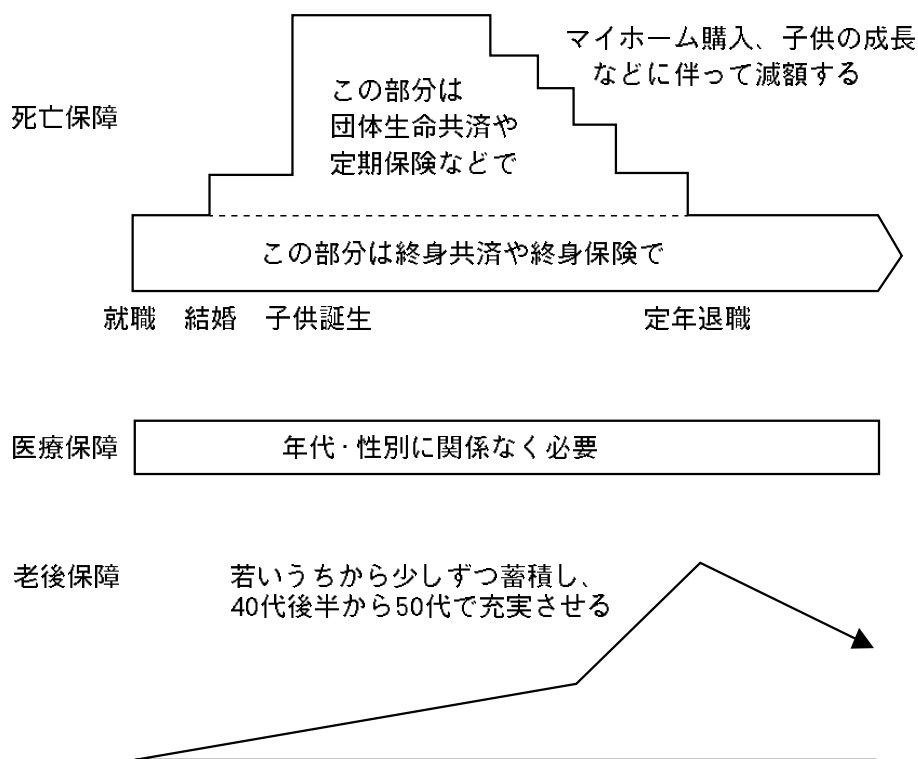 マイホーム購入、子供の成長
などに伴って減額する
死亡保障
この部分は
団体生命共済や
定期保険などで
この部分は終身共済や終身保険で
就職 結婚 子供誕生 定年退職
医療保障
年代・性別に関係なく必要
老後保障
若いうちから少しずつ蓄積し、
40代後半から50代で充実させる